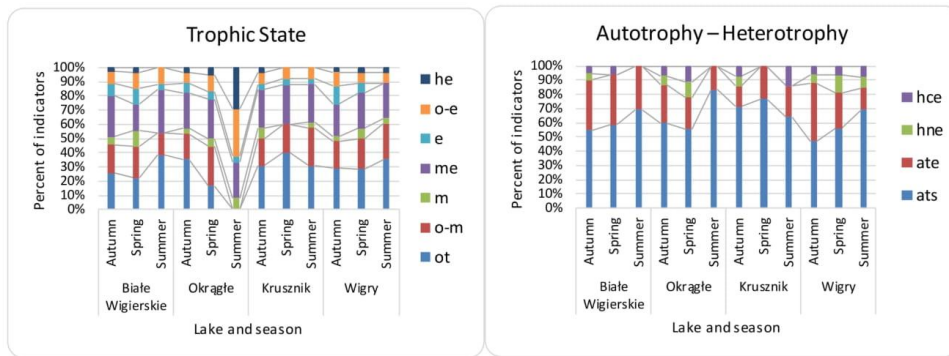 Trophic State
Percent of indicators
100%
90%
80%
70%
60%
50%
40%
30%
20%
10%
0%
Autumn
Spring
Summer
Autumn
Spring
Summer
Autumn
Spring
Summer
Autumn
Spring
Summer
Białe Wigierskie
Okrągłe
Krusznik
Wigry
Lake and season
he
o-e
e
me
m
o-m
ot
Autotrophy – Heterotrophy
Percent of indicators
100%
90%
80%
70%
60%
50%
40%
30%
20%
10%
0%
Autumn
Spring
Summer
Autumn
Spring
Summer
Autumn
Spring
Summer
Autumn
Spring
Summer
Białe
Wigierskie
Okrągłe
Krusznik
Wigry
Lake and season
hce
hne
ate
ats